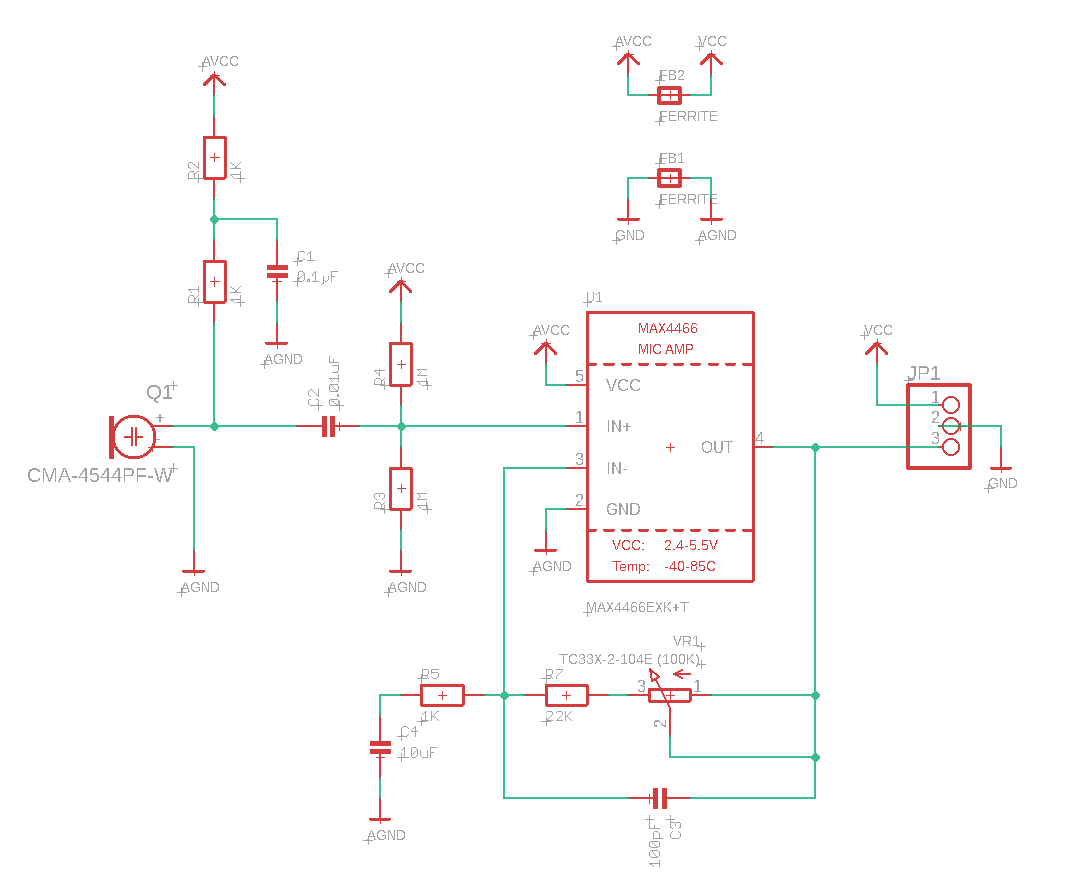 AVCC
VCC
AVCC
FB2
FERRITE
R2
1K
FB1
FERRITE
GND
AGND
C1
0.1µF
R1
1K
AVCC
U1
MAX4466
MIC AMP
AVCC
VCC
AGND
C2
0.01uF
R4
1M
5
VCC
JP1
1
2
3
Q1
+
-
CMA-4544PF-W
1
IN+
OUT
4
3
IN-
R3
1M
2
GND
GND
VCC: 2.4-5.5V
Temp: -40-85C
AGND
AGND
AGND
MAX4466EXK+T
VR1
TC33X-2-104E (100K)
R5
1K
R7
22K
3
1
2
C4
10uF
AGND
100pF
C3